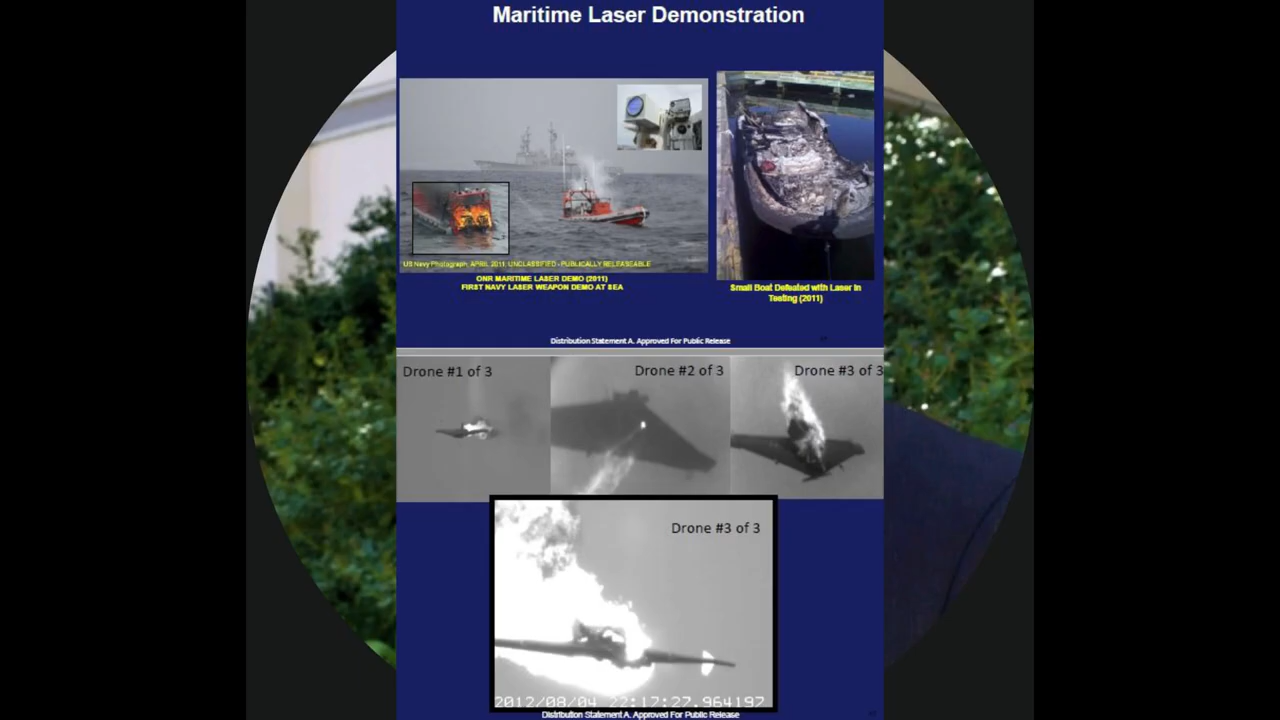 Maritime Laser Demonstration
US Navy Photograph, APR6, 2011, UNCLASSIFIED - PUBLICALLY RELEASEABLE
ONR MARITIME LASER DEMO (2011)
FIRST NAVY LASER WEAPON DEMO AT SEA
Small Boat Defeated with Laser in
Testing (2011)
Distribution Statement A. Approved For Public Release
Drone #1 of 3
Drone #2 of 3
Drone #3 of 3
Drone #3 of 3
2012/08/04 22:17:27.964197
Distribution Statement A. Approved For Public Release